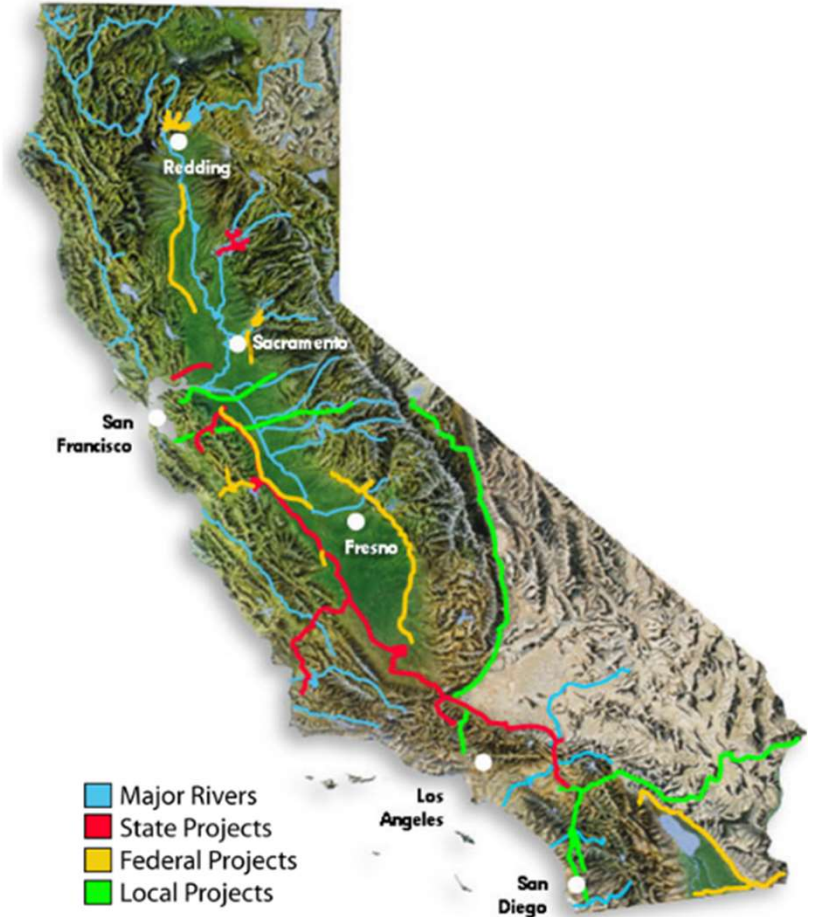 Redding
Sacramento
San
Francisco
Fresno
Los
Angeles
San
Diego
Major Rivers
State Projects
Federal Projects
Local Projects